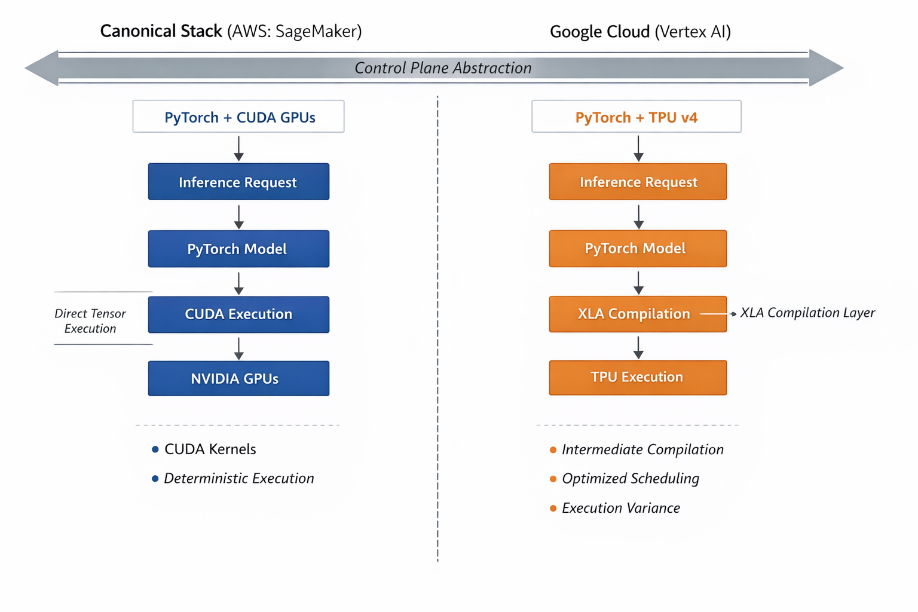 Canonical Stack (AWS: SageMaker)
Google Cloud (Vertex AI)
Control Plane Abstraction
PyTorch + CUDA GPUs
Inference Request
PyTorch Model
Direct Tensor
Execution
CUDA Execution
NVIDIA GPUs
• CUDA Kernels
• Deterministic Execution
PyTorch + TPU v4
Inference Request
PyTorch Model
XLA Compilation
XLA Compilation Layer
TPU Execution
• Intermediate Compilation
• Optimized Scheduling
• Execution Variance